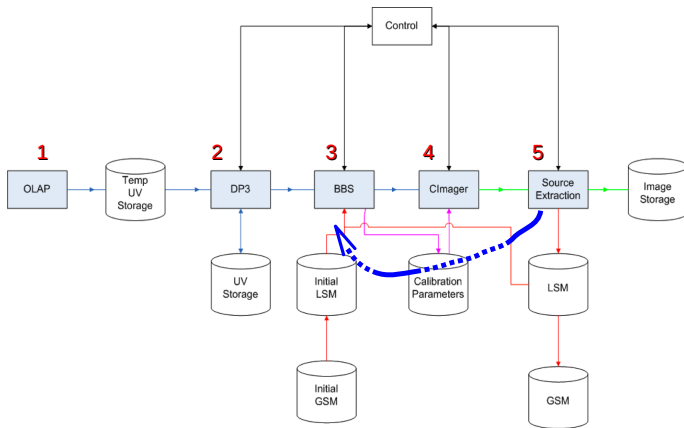 Control
1
2
3
4
5
OLAP
Temp
UV
Storage
DP3
BBS
CImager
Source
Extraction
Image
Storage
UV
Storage
Initial
LSM
Calibration
Parameters
LSM
Initial
GSM
GSM